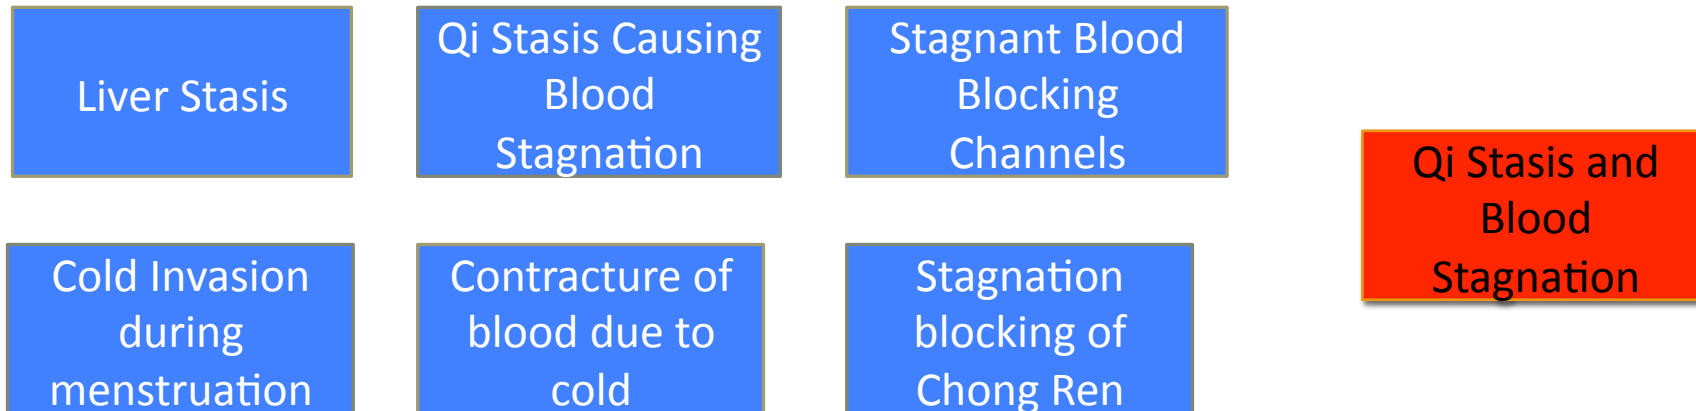 Liver Stasis
Qi Stasis Causing
Blood
Stagnation
Stagnant Blood
Blocking
Channels
Qi Stasis and
Blood
Stagnation
Cold Invasion
during
menstruation
Contracture of
blood due to
cold
Stagnation
blocking of
Chong Ren